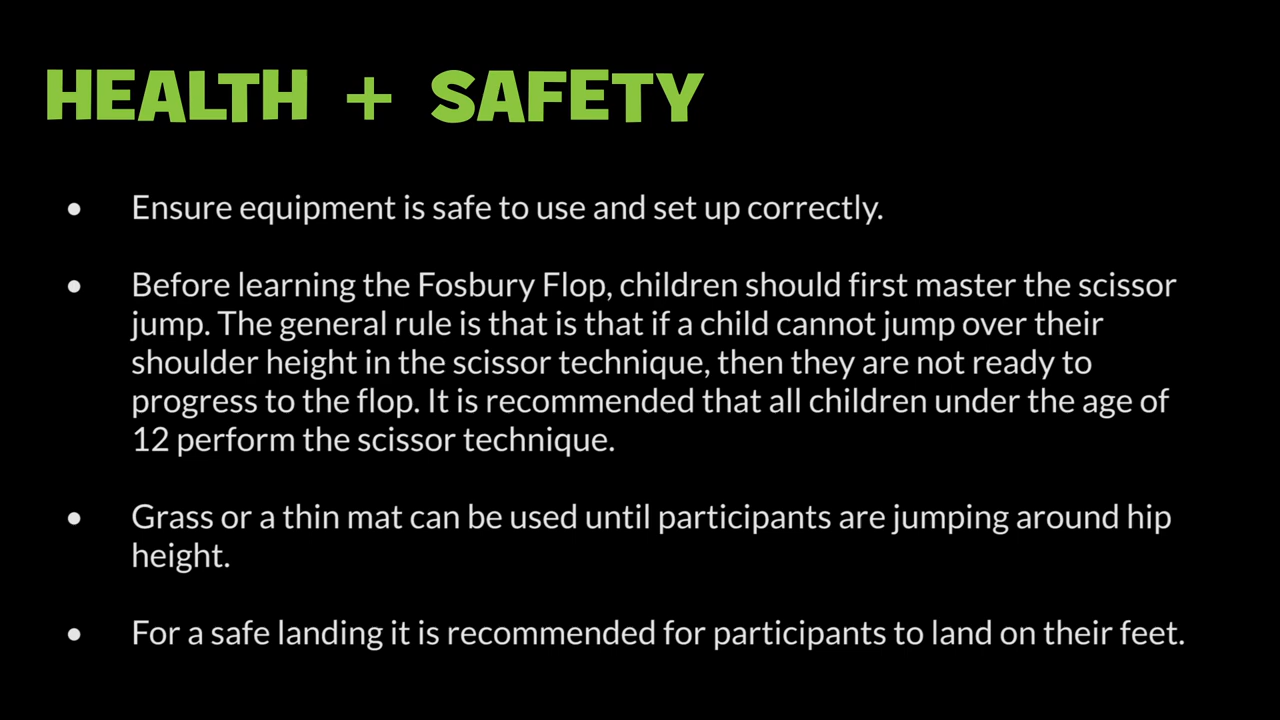 HEALTH + SAFETY
• Ensure equipment is safe to use and set up correctly.
• Before learning the Fosbury Flop, children should first master the scissor
jump. The general rule is that is that if a child cannot jump over their
shoulder height in the scissor technique, then they are not ready to
progress to the flop. It is recommended that all children under the age of
12 perform the scissor technique.
• Grass or a thin mat can be used until participants are jumping around hip
height.
• For a safe landing it is recommended for participants to land on their feet.